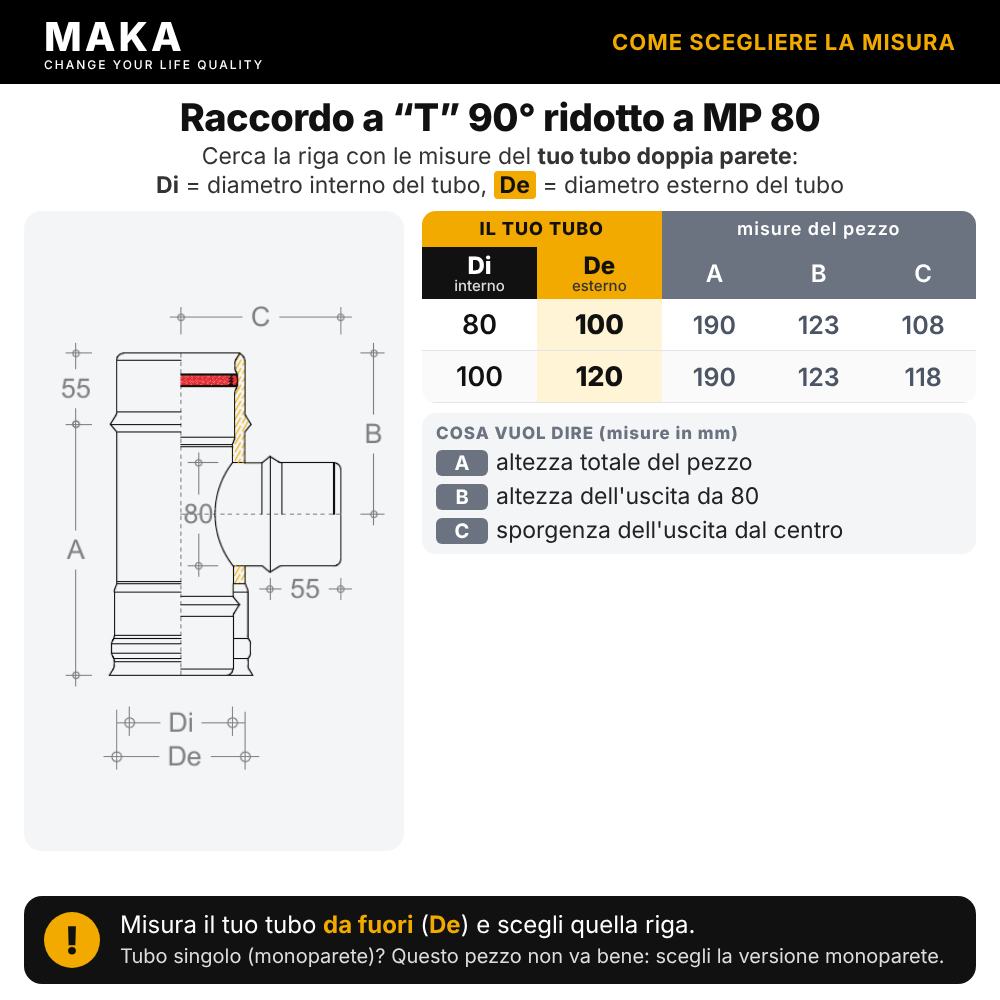 MAKA
CHANGE YOUR LIFE QUALITY
COME SCEGLIERE LA MISURA
Raccordo a “T” 90° ridotto a MP 80
Cerca la riga con le misure del tuo tubo doppia parete:
Di = diametro interno del tubo, De = diametro esterno del tubo
C
55
B
80
A
55
Di
De
IL TUO TUBO misure del pezzo
Di De A B C
interno esterno
80 100 190 123 108
100 120 190 123 118
COSA VUOL DIRE (misure in mm)
A altezza totale del pezzo
B altezza dell'uscita da 80
C sporgenza dell'uscita dal centro
! Misura il tuo tubo da fuori (De) e scegli quella riga.
Tubo singolo (monoparete)? Questo pezzo non va bene: scegli la versione monoparete.